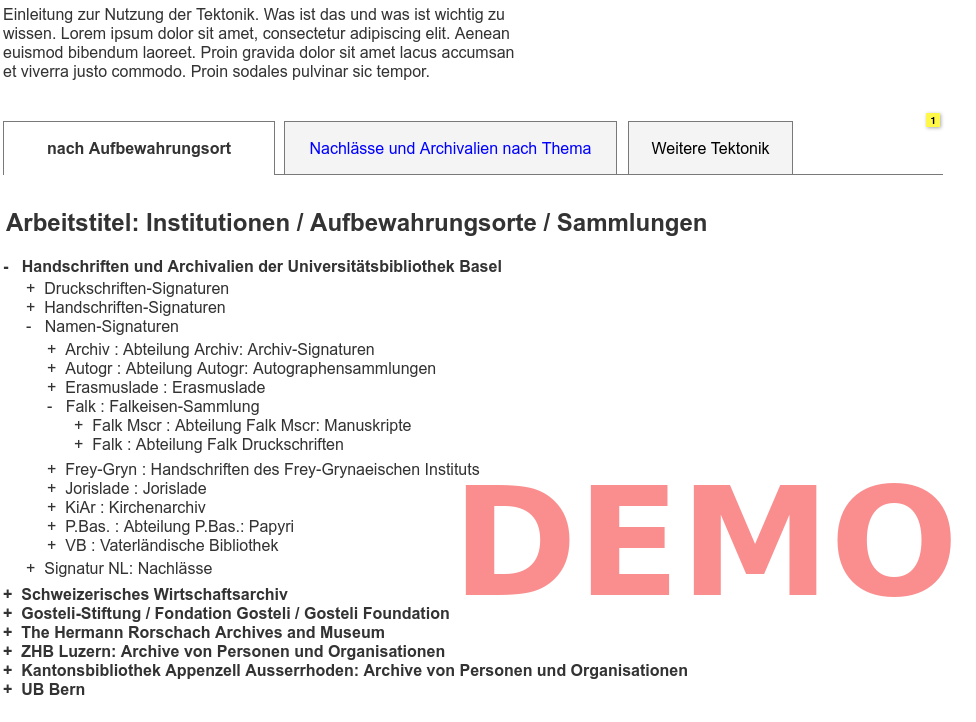 Einleitung zur Nutzung der Tektonik. Was ist das und was ist wichtig zu
wissen. Lorem ipsum dolor sit amet, consectetur adipiscing elit. Aenean
euismod bibendum laoreet. Proin gravida dolor sit amet lacus accumsan
et viverra justo commodo. Proin sodales pulvinar sic tempor.
1
nach Aufbewahrungsort Nachlässe und Archivalien nach Thema Weitere Tektonik
Arbeitstitel: Institutionen / Aufbewahrungsorte / Sammlungen
- Handschriften und Archivalien der Universitätsbibliothek Basel
+ Druckschriften-Signaturen
+ Handschriften-Signaturen
- Namen-Signaturen
+ Archiv : Abteilung Archiv: Archiv-Signaturen
+ Autogr : Abteilung Autogr: Autographensammlungen
+ Erasmuslade : Erasmuslade
- Falk : Falkeisen-Sammlung
+ Falk Mscr : Abteilung Falk Mscr: Manuskripte
+ Falk : Abteilung Falk Druckschriften
+ Frey-Gryn : Handschriften des Frey-Grynaeischen Instituts
+ Jorislade : Jorislade
+ KiAr : Kirchenarchiv
+ P.Bas. : Abteilung P.Bas.: Papyri
+ VB : Vaterländische Bibliothek
+ Signatur NL: Nachlässe
DEMO
+ Schweizerisches Wirtschaftsarchiv
+ Gosteli-Stiftung / Fondation Gosteli / Gosteli Foundation
+ The Hermann Rorschach Archives and Museum
+ ZHB Luzern: Archive von Personen und Organisationen
+ Kantonsbibliothek Appenzell Ausserrhoden: Archive von Personen und Organisationen
+ UB Bern